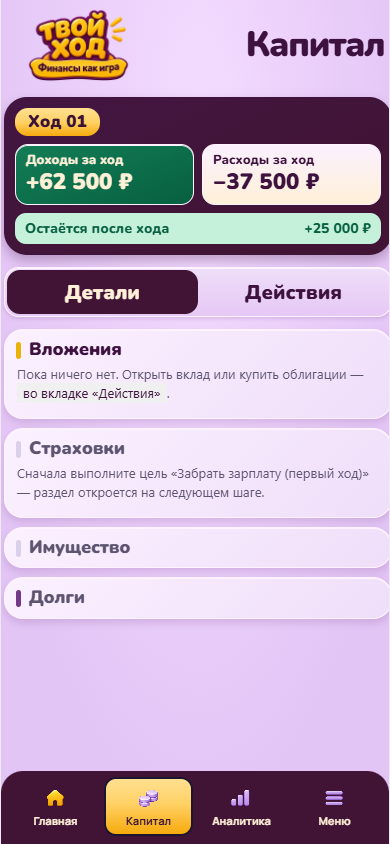 ТВОЙ
ХОД
Финансы как игра
Капитал
Ход 01
Доходы за ход
+62 500 ₽
Расходы за ход
−37 500 ₽
Остаётся после хода
+25 000 ₽
Детали
Действия
Вложения
Пока ничего нет. Открыть вклад или купить облигации —
во вкладке «Действия» .
Страховки
Сначала выполните цель «Забрать зарплату (первый ход)»
— раздел откроется на следующем шаге.
Имущество
Долги
Главная
Капитал
Аналитика
Меню